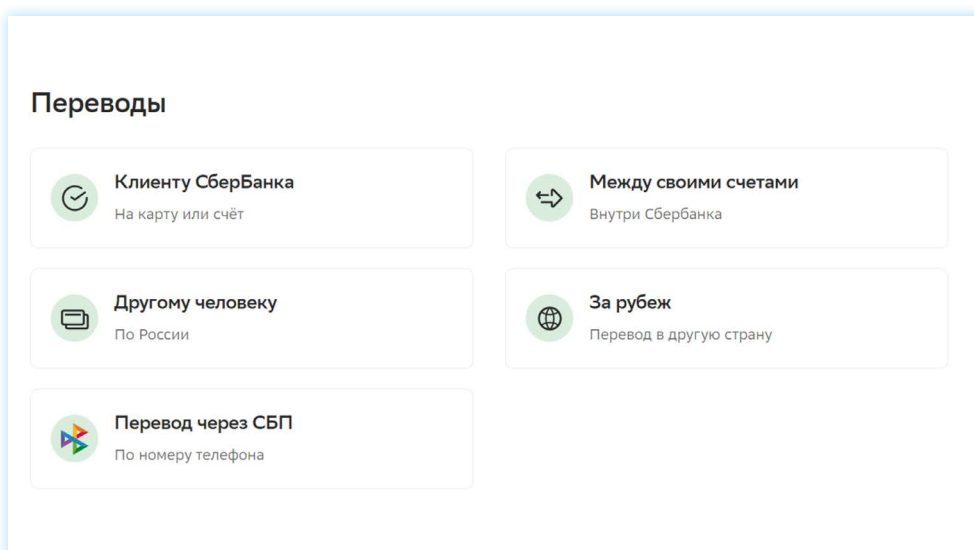 Переводы
Клиенту СберБанка
На карту или счёт
Между своими счетами
Внутри Сбербанка
Другому человеку
По России
За рубеж
Перевод в другую страну
Перевод через СБП
По номеру телефона